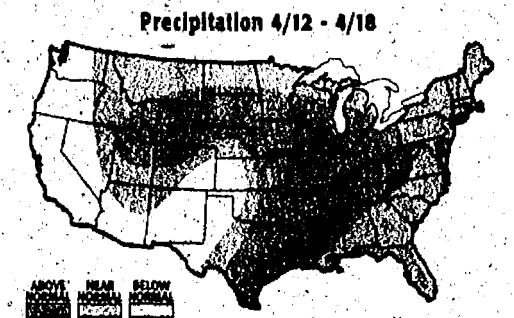 Precipitation 4/12 - 4/18
ABOVE NORMAL
NEAR NORMAL
BELOW NORMAL